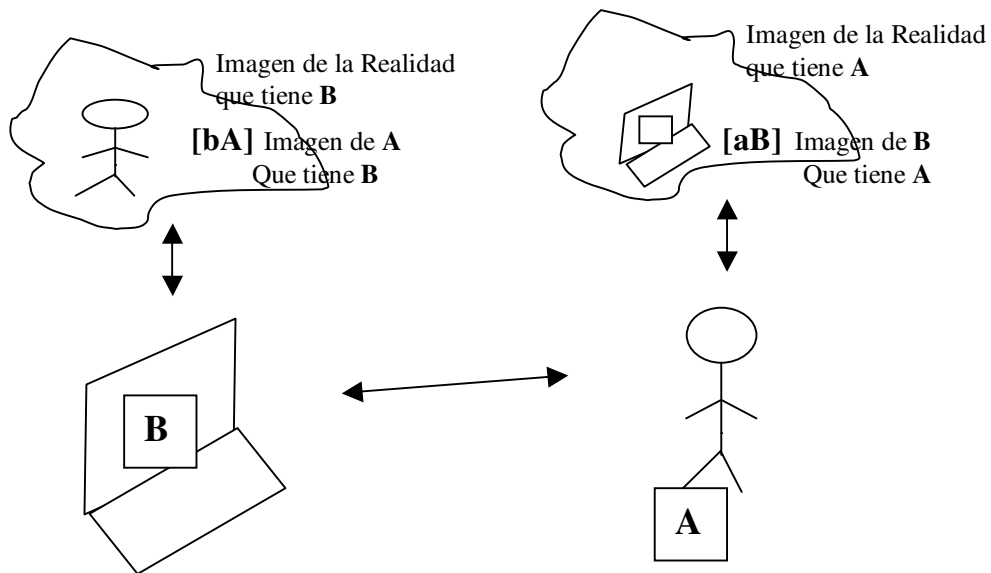 Imagen de la Realidad
que tiene B
[bA] Imagen de A
Que tiene B
Imagen de la Realidad
que tiene A
[aB] Imagen de B
Que tiene A
B
A